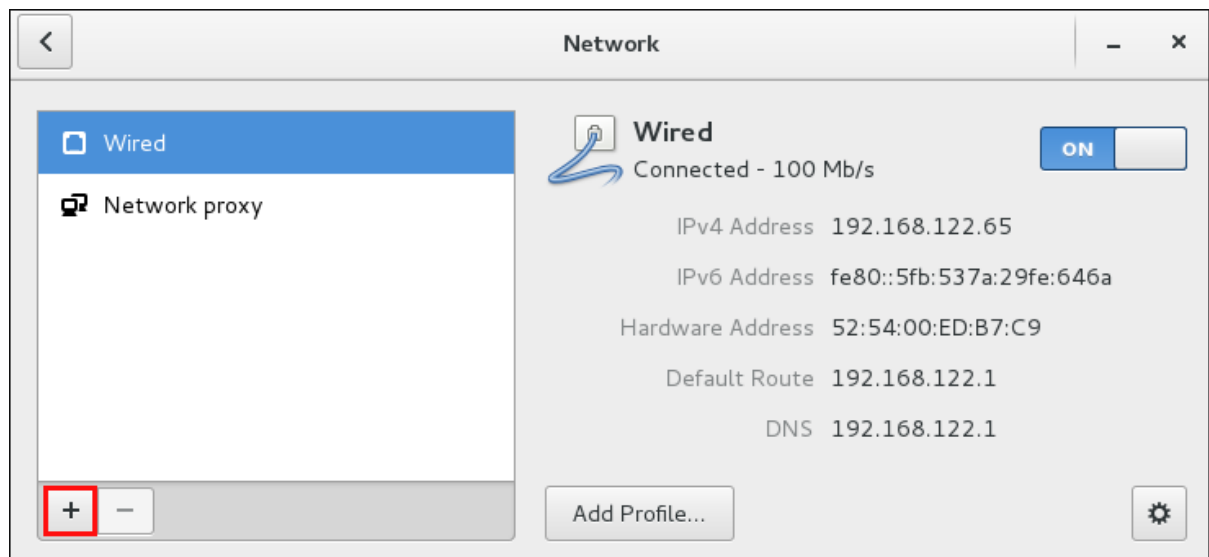 Network
Wired
Network proxy
Wired
Connected - 100 Mb/s
ON
IPv4 Address 192.168.122.65
IPv6 Address fe80::5fb:537a:29fe:646a
Hardware Address 52:54:00:ED:B7:C9
Default Route 192.168.122.1
DNS 192.168.122.1
+ −
Add Profile...